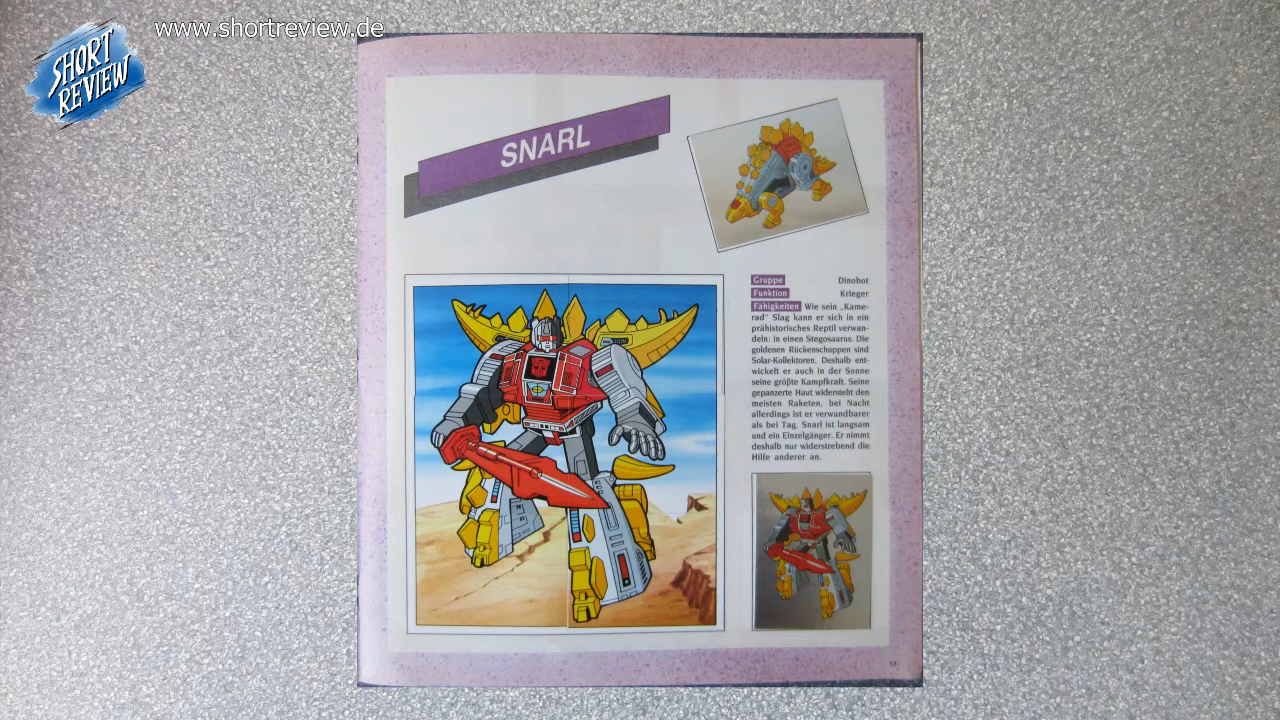 www.shortreview.de
SHORT
REVIEW
SNARL
Gruppe Dinobot
Funktion Krieger
Fähigkeiten Wie sein „Kame-
rad“ Slag kann er sich in ein
prähistorisches Reptil verwan-
deln: in einen Stegosaurus. Die
goldenen Rückenschuppen sind
Solar-Kollektoren. Deshalb ent-
wickelt er auch in der Sonne
seine größte Kampfkraft. Seine
gepanzerte Haut widersteht den
meisten Raketen, bei Nacht
allerdings ist er verwundbarer
als bei Tag. Snarl ist langsam
und ein Einzelgänger. Er nimmt
deshalb nur widerstrebend die
Hilfe anderer an.